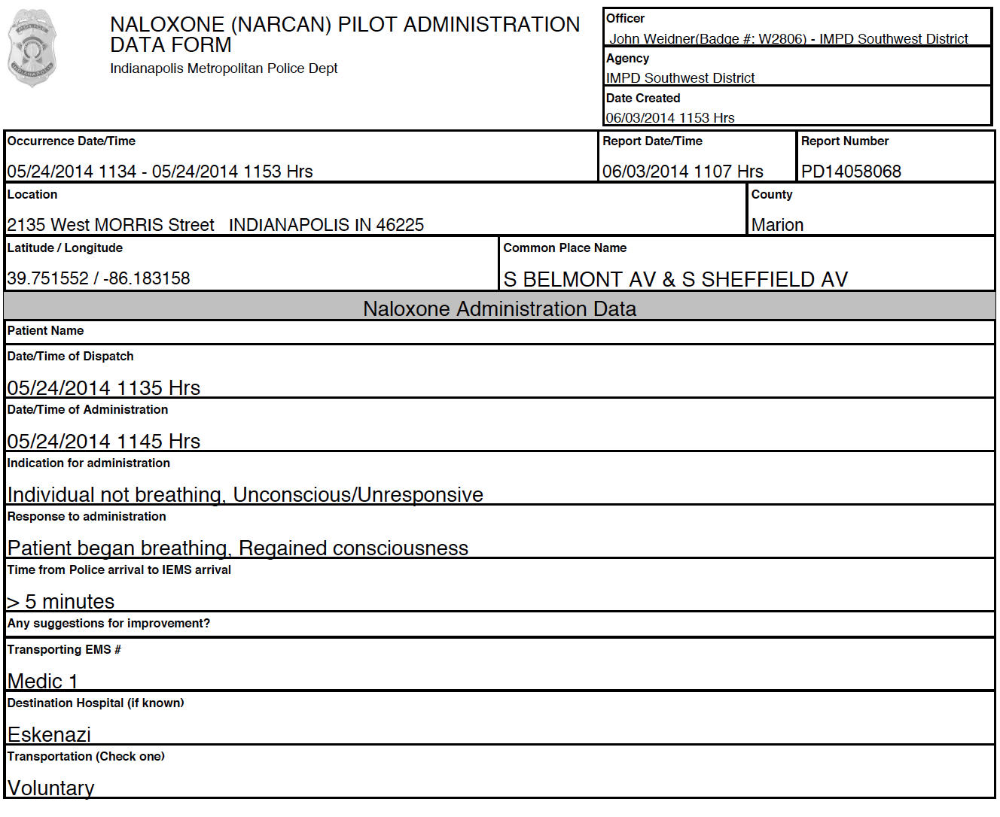 POLICE
INDIANAPOLIS
NALOXONE (NARCAN) PILOT ADMINISTRATION
DATA FORM
Indianapolis Metropolitan Police Dept
Officer
John Weidner(Badge #: W2806) - IMPD Southwest District
Agency
IMPD Southwest District
Date Created
06/03/2014 1153 Hrs
Occurrence Date/Time
05/24/2014 1134 - 05/24/2014 1153 Hrs
Report Date/Time
06/03/2014 1107 Hrs
Report Number
PD14058068
Location
2135 West MORRIS Street   INDIANAPOLIS IN 46225
County
Marion
Latitude / Longitude
39.751552 / -86.183158
Common Place Name
S BELMONT AV & S SHEFFIELD AV
Naloxone Administration Data
Patient Name
Date/Time of Dispatch
05/24/2014 1135 Hrs
Date/Time of Administration
05/24/2014 1145 Hrs
Indication for administration
Individual not breathing, Unconscious/Unresponsive
Response to administration
Patient began breathing, Regained consciousness
Time from Police arrival to IEMS arrival
> 5 minutes
Any suggestions for improvement?
Transporting EMS #
Medic 1
Destination Hospital (if known)
Eskenazi
Transportation (Check one)
Voluntary